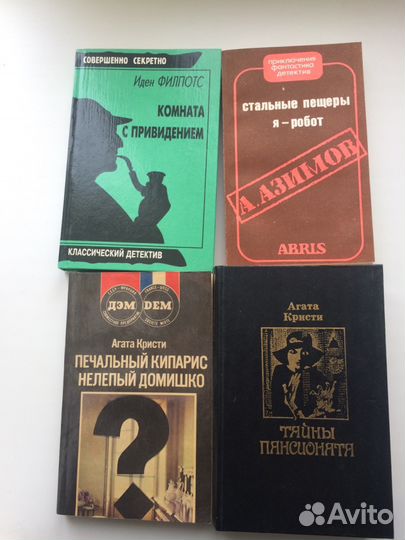 СОВЕРШЕННО СЕКРЕТНО
Иден ФИЛПОТС
КОМНАТА
С ПРИВИДЕНИЕМ
КЛАССИЧЕСКИЙ ДЕТЕКТИВ
приключения
фантастика
детектив
стальные пещеры
я – робот
А. АЗИМОВ
ABRIS
ДЭМ DEM
Агата Кристи
ПЕЧАЛЬНЫЙ КИПАРИС
НЕЛЕПЫЙ ДОМИШКО
?
Агата
Кристи
ТАЙНЫ
ПАНСИОНАТА
Avito